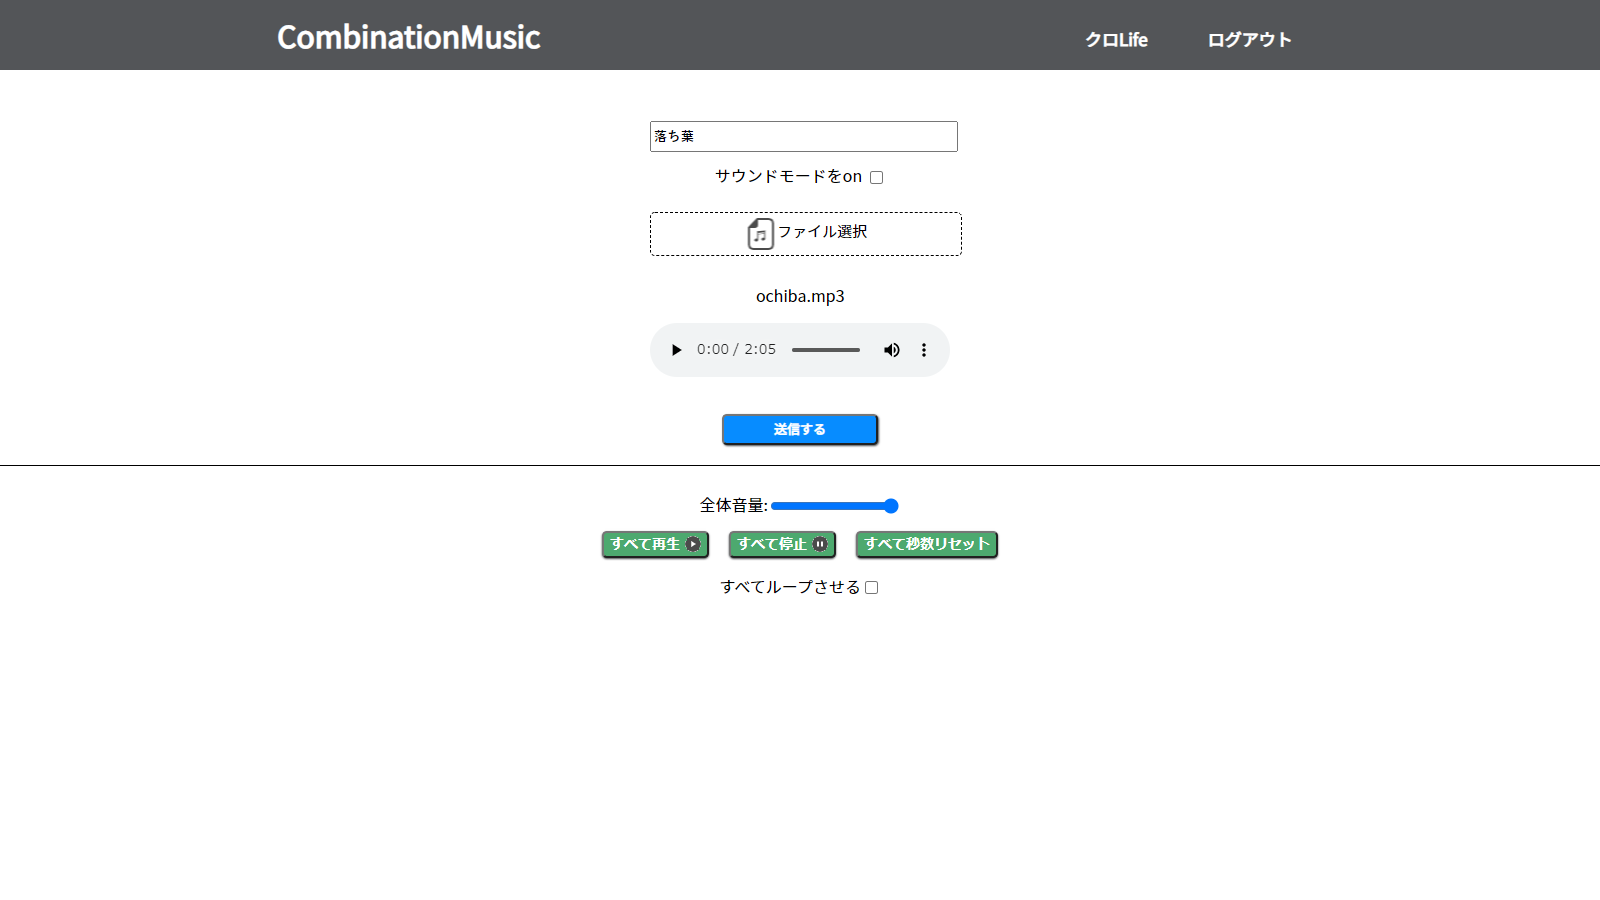 CombinationMusic クロLife ログアウト
落ち葉
サウンドモードをon
ファイル選択
ochiba.mp3
0:00 / 2:05
送信する
全体音量:
すべて再生 すべて停止 すべて秒数リセット
すべてループさせる